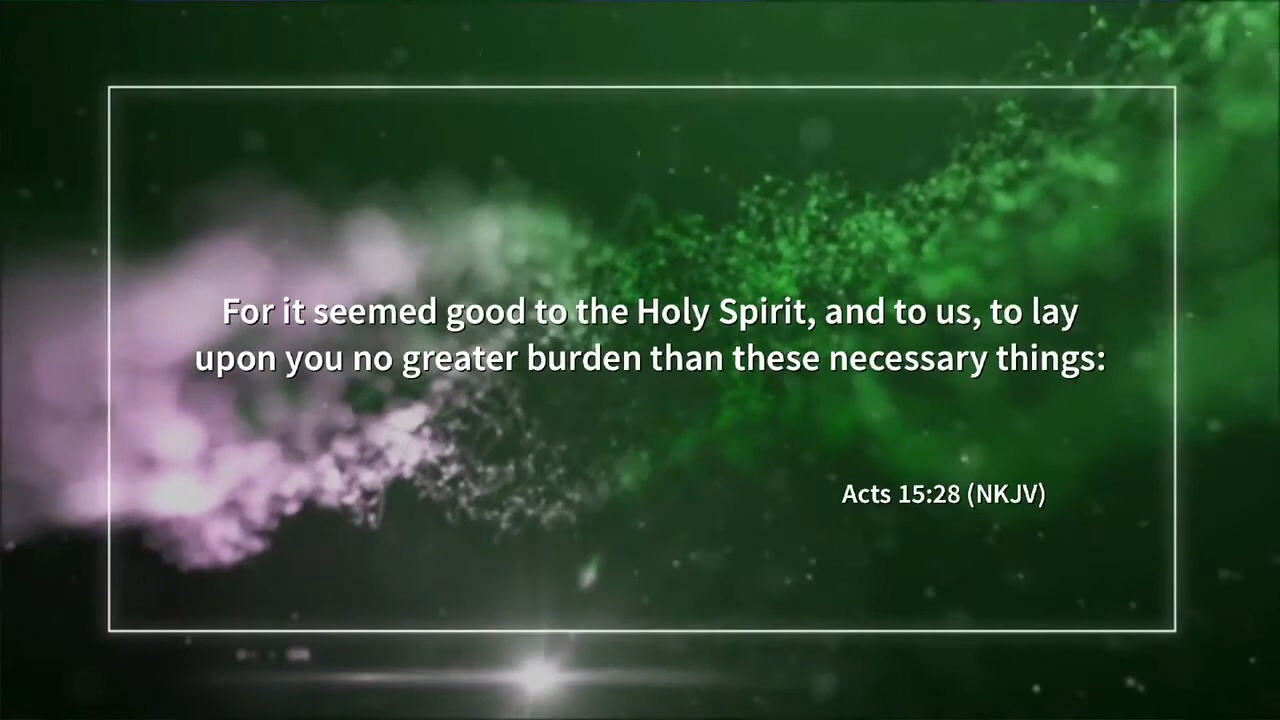 For it seemed good to the Holy Spirit, and to us, to lay
upon you no greater burden than these necessary things:
Acts 15:28 (NKJV)